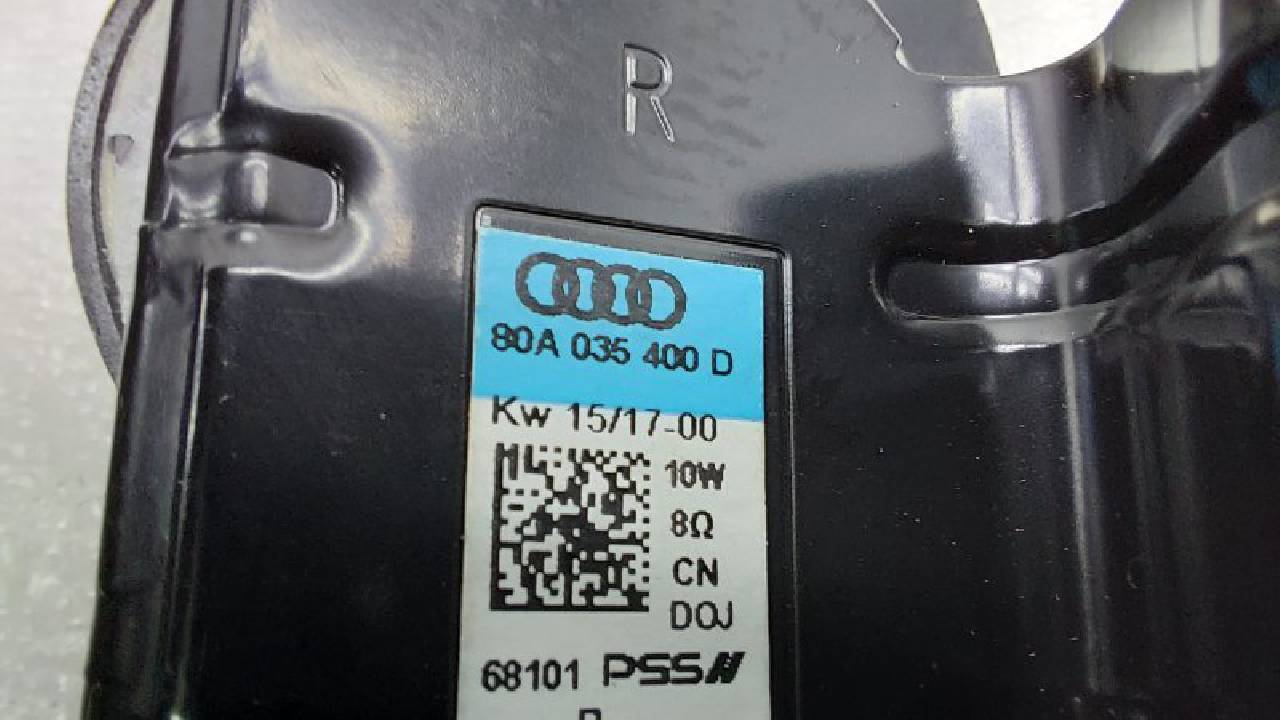 R
80A 035 400 D
Kw 15/17-00
10W
8Ω
CN
DOJ
68101 PSS